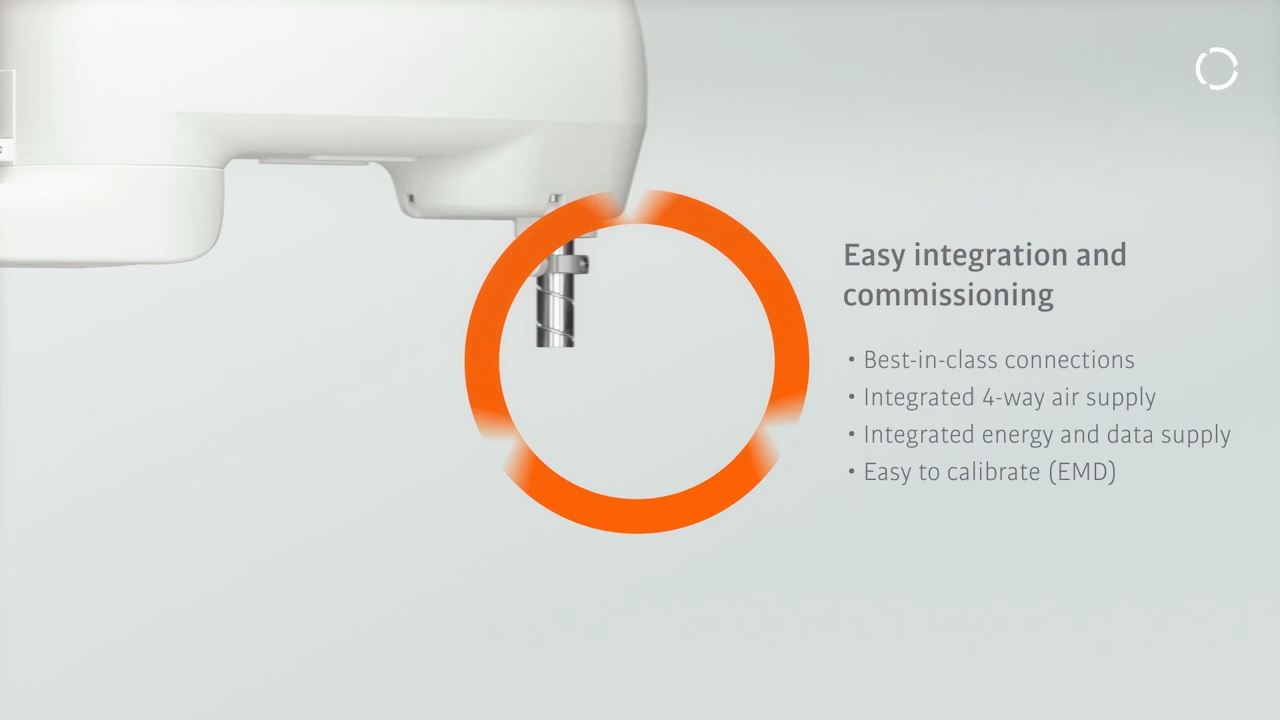 Easy integration and
commissioning
• Best-in-class connections
• Integrated 4-way air supply
• Integrated energy and data supply
• Easy to calibrate (EMD)